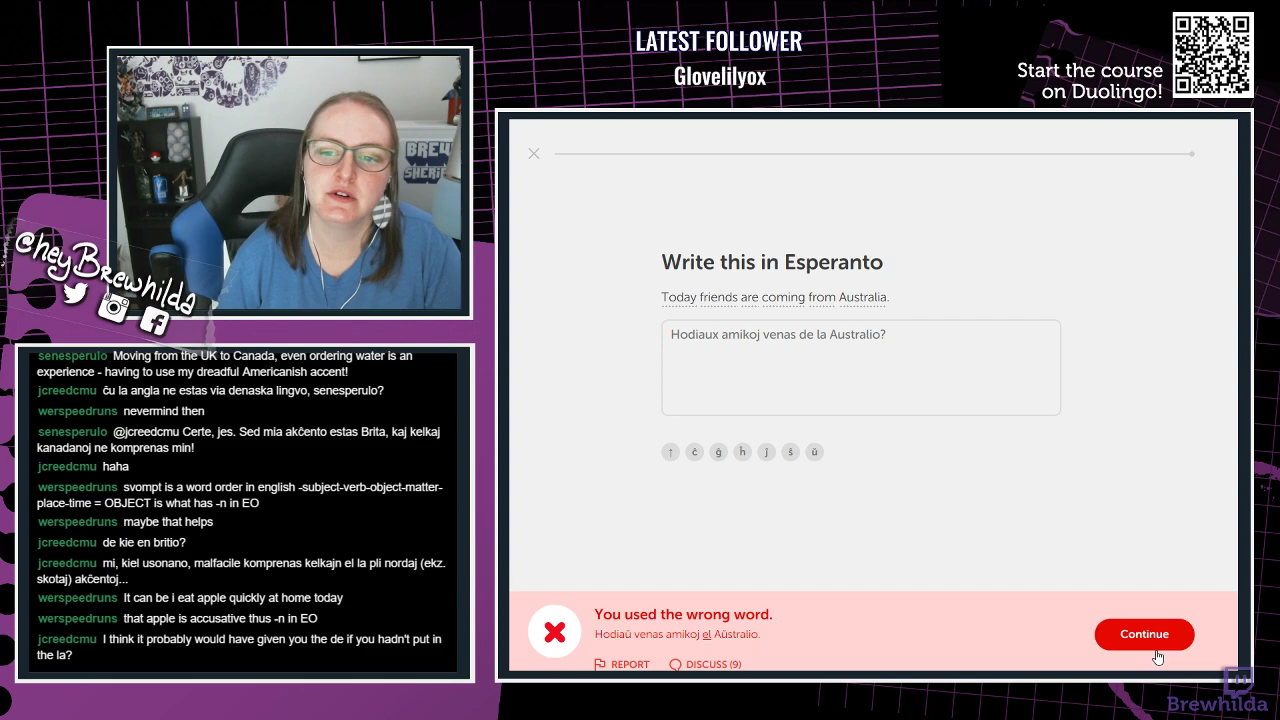 LATEST FOLLOWER
Glovelilyox
Start the course
on Duolingo!
BREW
SHERIF
@heyBrewhilda
senesperulo Moving from the UK to Canada, even ordering water is an
experience - having to use my dreadful Americanish accent!
jcreedcmu ĉu la angla ne estas via denaska lingvo, senesperulo?
werspeedruns nevermind then
senesperulo @jcreedcmu Certe, jes. Sed mia akĉento estas Brita, kaj kelkaj
kanadanoj ne komprenas min!
jcreedcmu haha
werspeedruns svompt is a word order in english -subject-verb-object-matter-
place-time = OBJECT is what has -n in EO
werspeedruns maybe that helps
jcreedcmu de kie en britio?
jcreedcmu mi, kiel usonano, malfacile komprenas kelkajn el la pli nordaj (ekz.
skotaj) akĉentoj...
werspeedruns It can be i eat apple quickly at home today
werspeedruns that apple is accusative thus -n in EO
jcreedcmu I think it probably would have given you the de if you hadn't put in
the la?
Write this in Esperanto
Today friends are coming from Australia.
Hodiaux amikoj venas de la Australio?
↑ ĉ ĝ ĥ ĵ ŝ ŭ
You used the wrong word.
Hodiaŭ venas amikoj el Aŭstralio.
REPORT DISCUSS (9)
Continue
Brewhilda